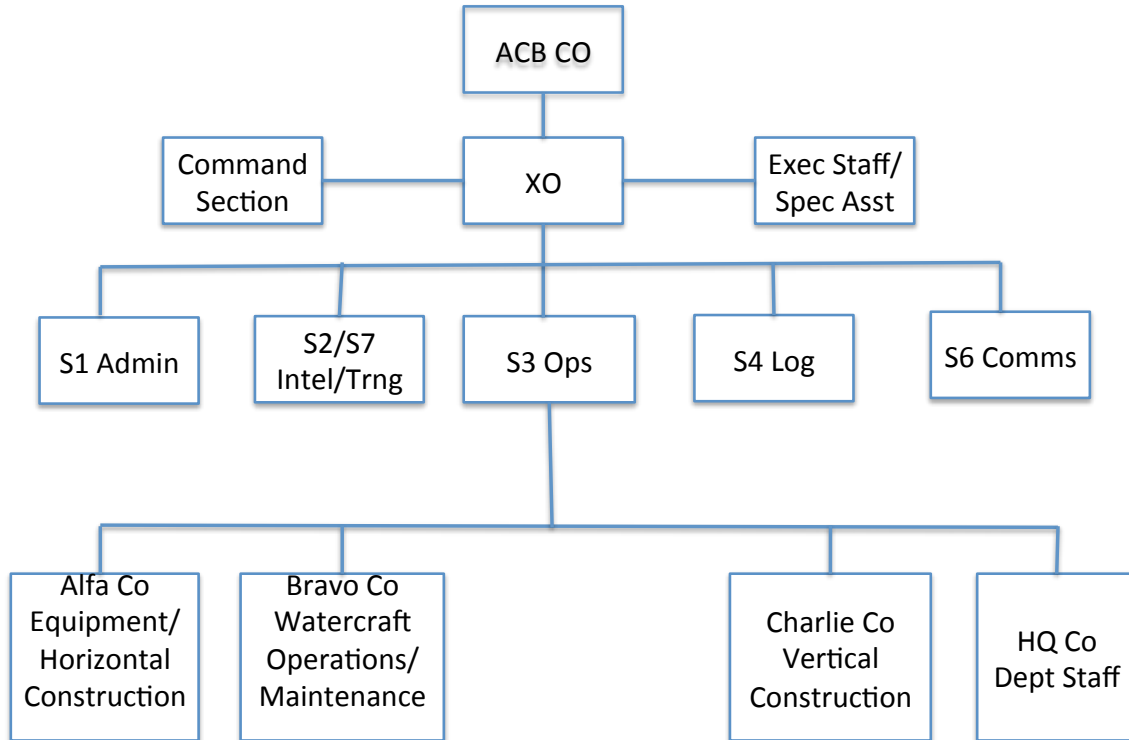 ACB CO
Command
Section
XO
Exec Staff/
Spec Asst
S1 Admin
S2/S7
Intel/Trng
S3 Ops
S4 Log
S6 Comms
Alfa Co
Equipment/
Horizontal
Construction
Bravo Co
Watercraft
Operations/
Maintenance
Charlie Co
Vertical
Construction
HQ Co
Dept Staff